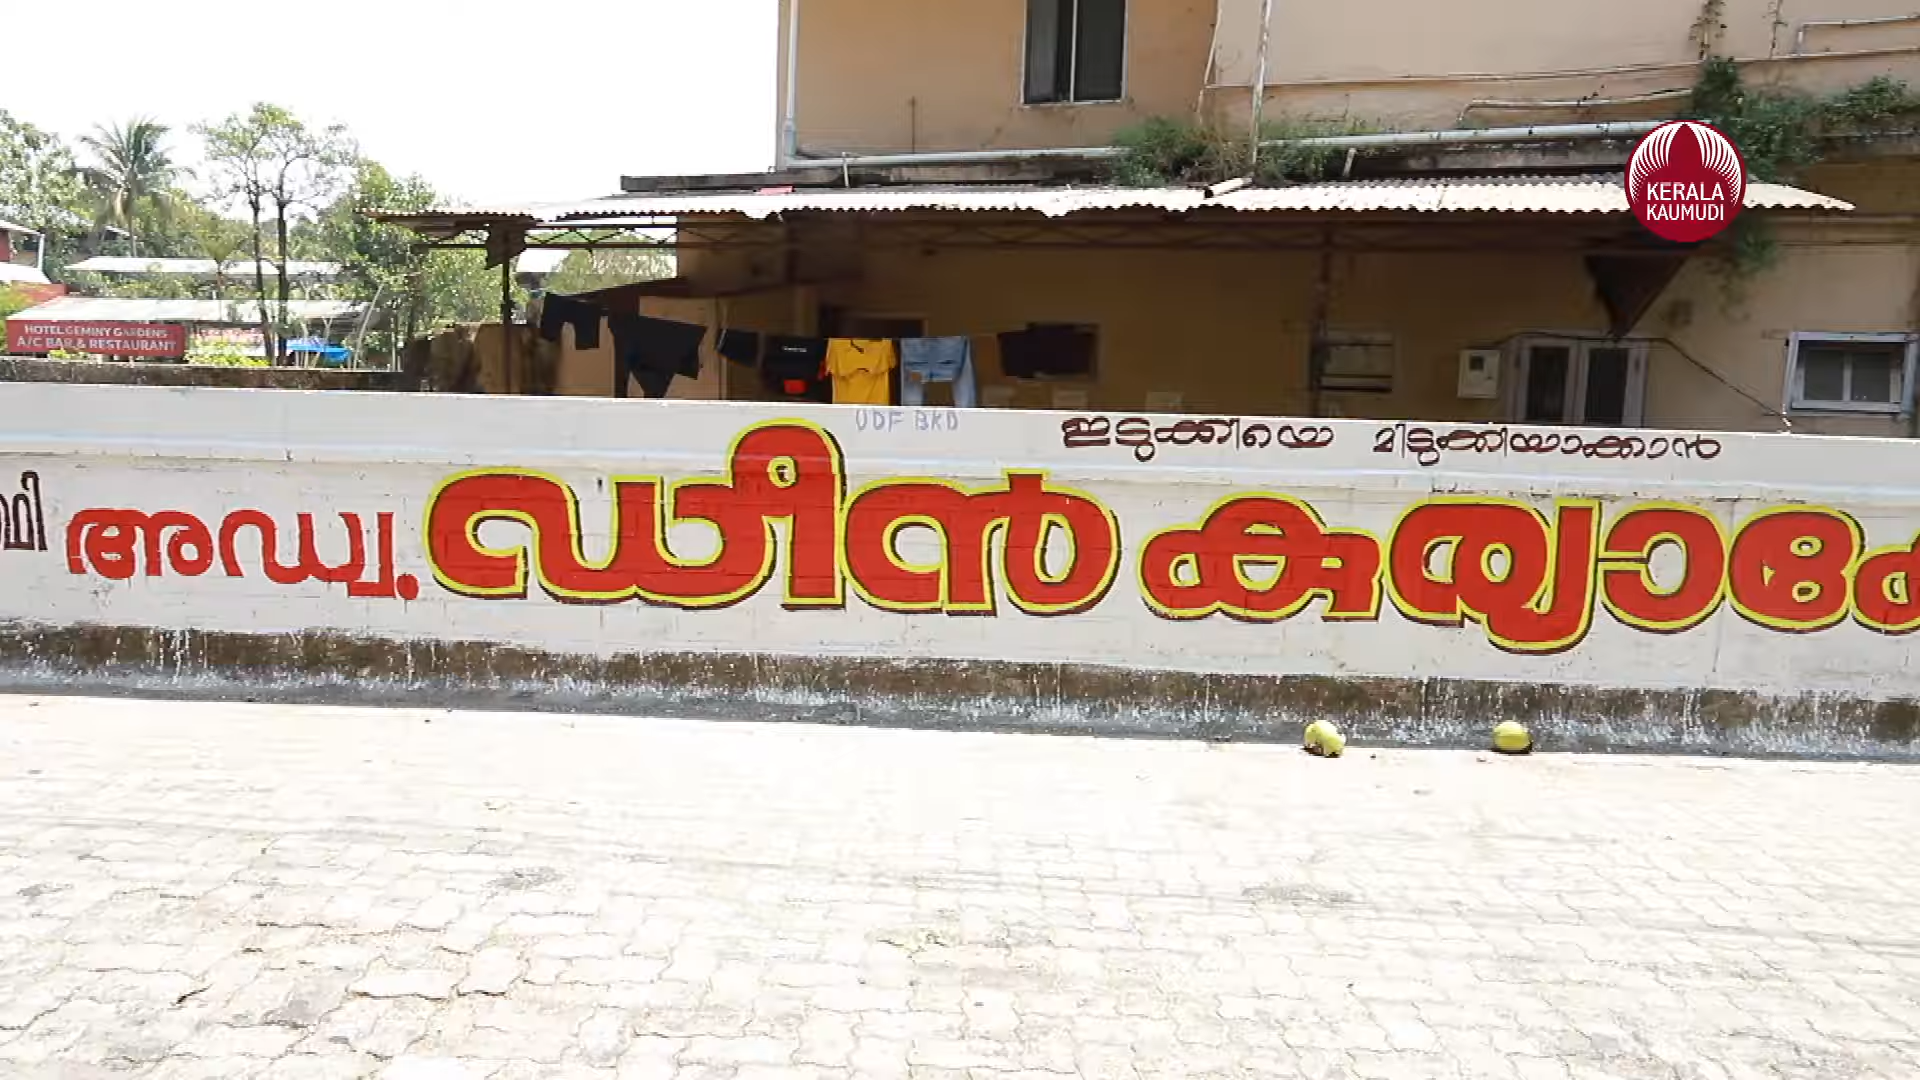 KERALA
KAUMUDI
HOTEL GEMINY GARDENS
A/C BAR & RESTAURANT
UDF BKD
ഇടുക്കിയെ മിടുക്കിയാക്കാൻ
അഡ്വ. ഡീൻ കുര്യാക്കോ